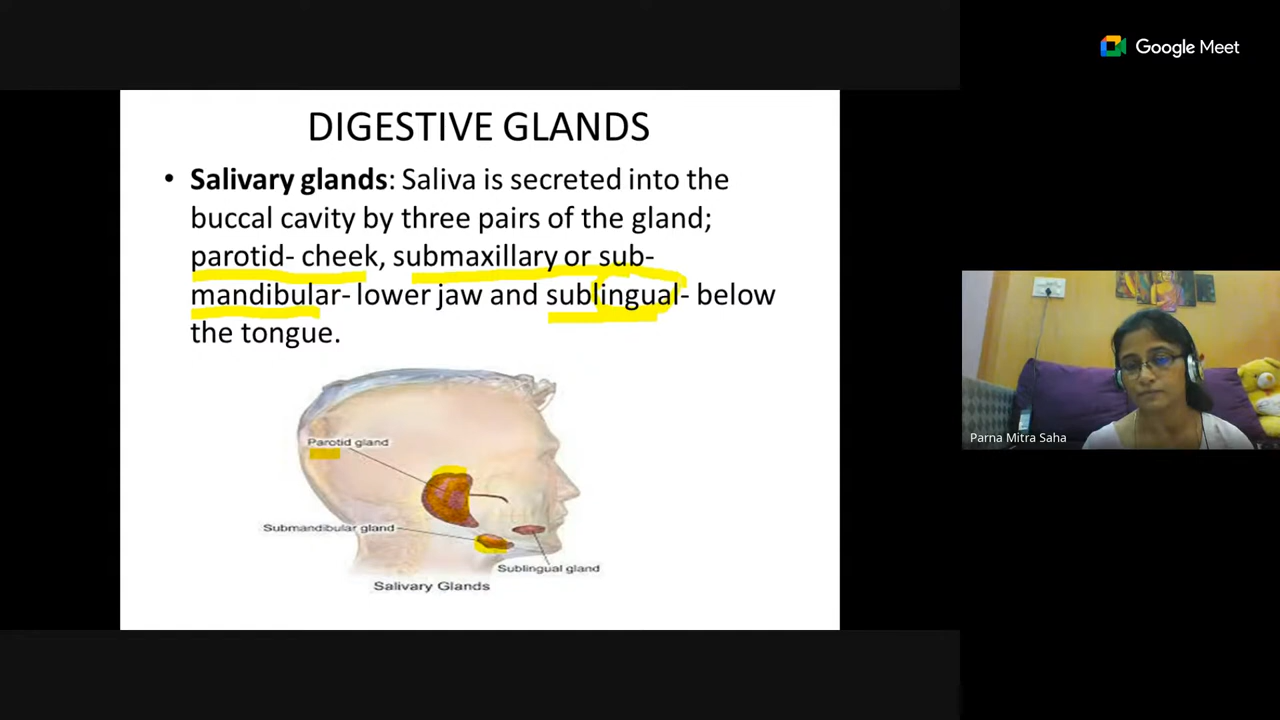 Google Meet
DIGESTIVE GLANDS
• Salivary glands: Saliva is secreted into the
buccal cavity by three pairs of the gland;
parotid- cheek, submaxillary or sub-
mandibular- lower jaw and sublingual- below
the tongue.
Parotid gland
Submandibular gland
Sublingual gland
Salivary Glands
Parna Mitra Saha